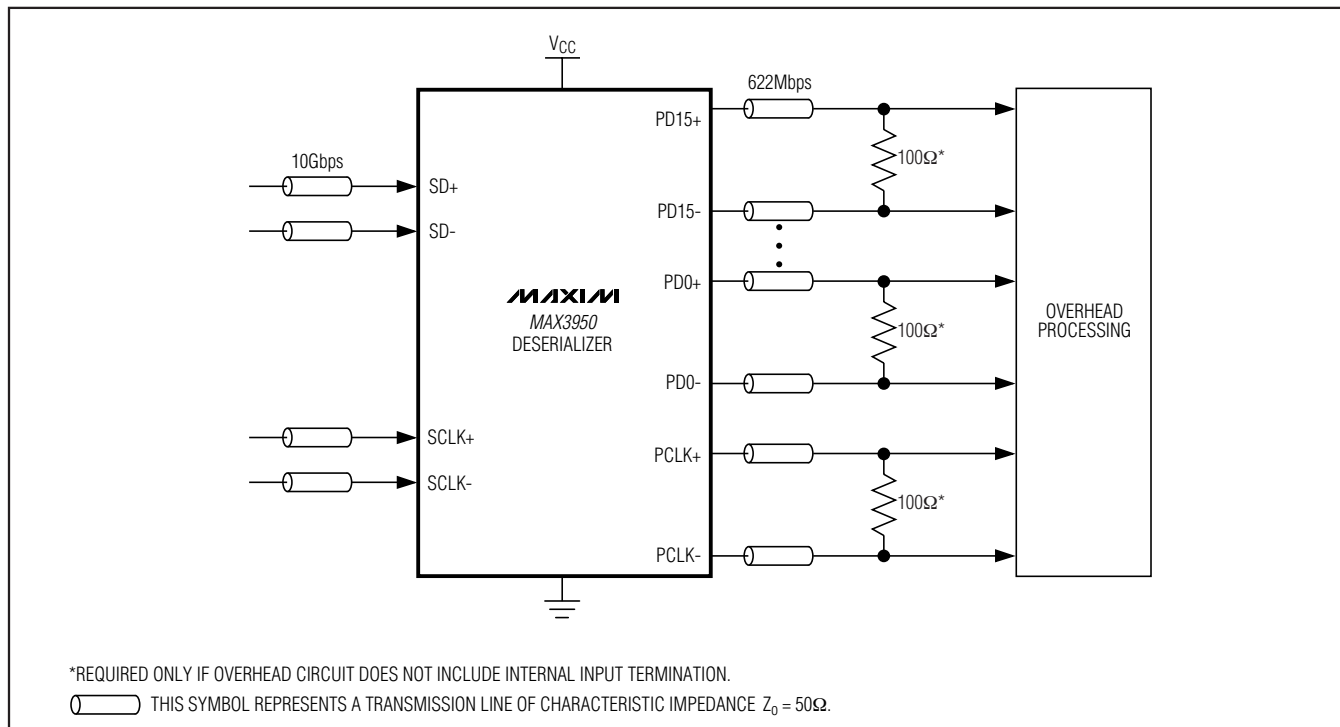 VCC
622Mbps
PD15+
100Ω*
10Gbps
SD+
PD15-
SD-
PD0+
MAXIM
MAX3950
DESERIALIZER
100Ω*
OVERHEAD
PROCESSING
PD0-
SCLK+
PCLK+
SCLK-
100Ω*
PCLK-
*REQUIRED ONLY IF OVERHEAD CIRCUIT DOES NOT INCLUDE INTERNAL INPUT TERMINATION.
THIS SYMBOL REPRESENTS A TRANSMISSION LINE OF CHARACTERISTIC IMPEDANCE Z0 = 50Ω.